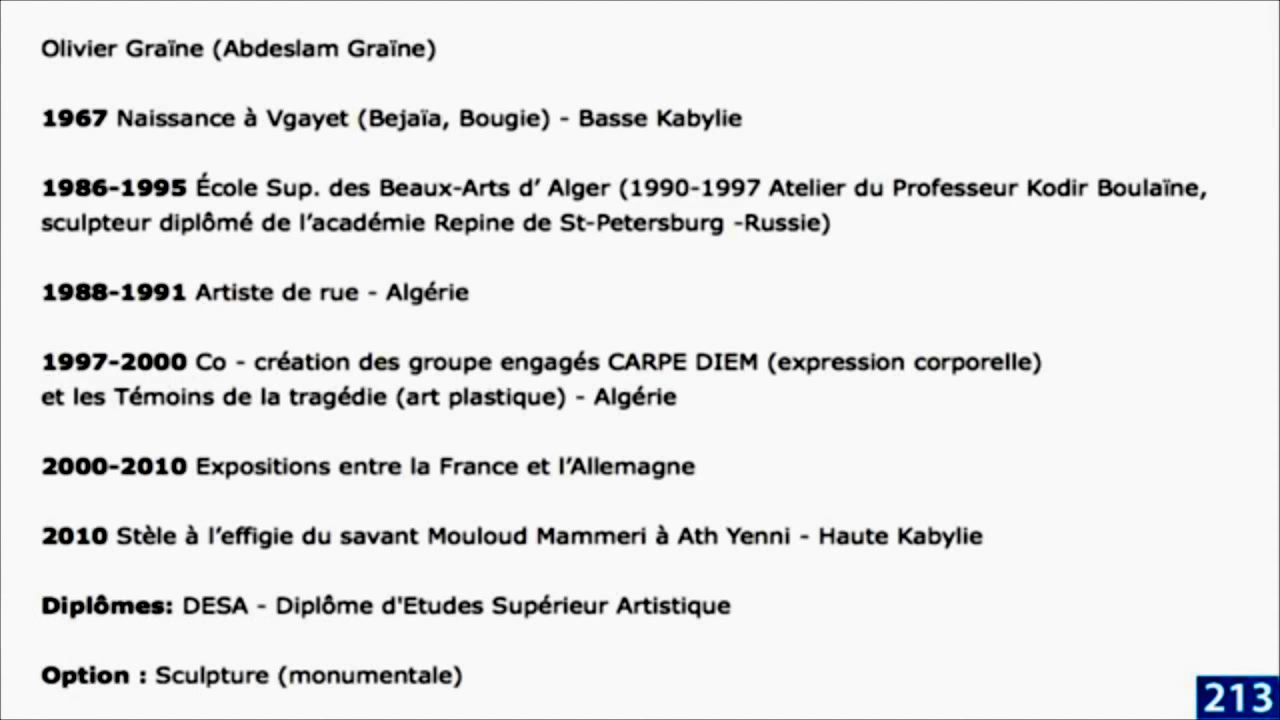 Olivier Graïne (Abdeslam Graïne)
1967 Naissance à Vgayet (Bejaïa, Bougie) - Basse Kabylie
1986-1995 École Sup. des Beaux-Arts d’ Alger (1990-1997 Atelier du Professeur Kodir Boulaïne,
sculpteur diplômé de l’académie Repine de St-Petersburg -Russie)
1988-1991 Artiste de rue - Algérie
1997-2000 Co - création des groupe engagés CARPE DIEM (expression corporelle)
et les Témoins de la tragédie (art plastique) - Algérie
2000-2010 Expositions entre la France et l’Allemagne
2010 Stèle à l’effigie du savant Mouloud Mammeri à Ath Yenni - Haute Kabylie
Diplômes: DESA - Diplôme d'Etudes Supérieur Artistique
Option : Sculpture (monumentale)
213